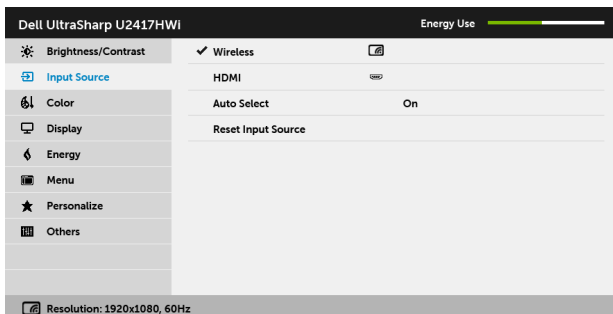 Dell UltraSharp U2417HWi
Energy Use
Brightness/Contrast
Input Source
Color
Display
Energy
Menu
Personalize
Others
Wireless
HDMI
Auto Select On
Reset Input Source
Resolution: 1920x1080, 60Hz